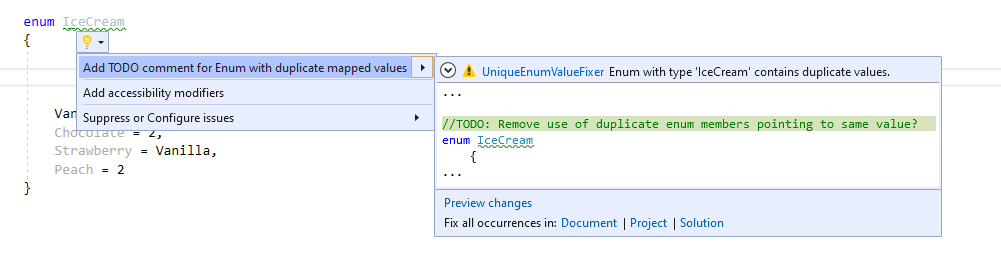 enum IceCream
{
Add TODO comment for Enum with duplicate mapped values
Add accessibility modifiers
Suppress or Configure issues
Chocolate = 2,
Strawberry = Vanilla,
Peach = 2
}
UniqueEnumValueFixer Enum with type 'IceCream' contains duplicate values.
...
//TODO: Remove use of duplicate enum members pointing to same value?
enum IceCream
{
...
Preview changes
Fix all occurrences in: Document | Project | Solution